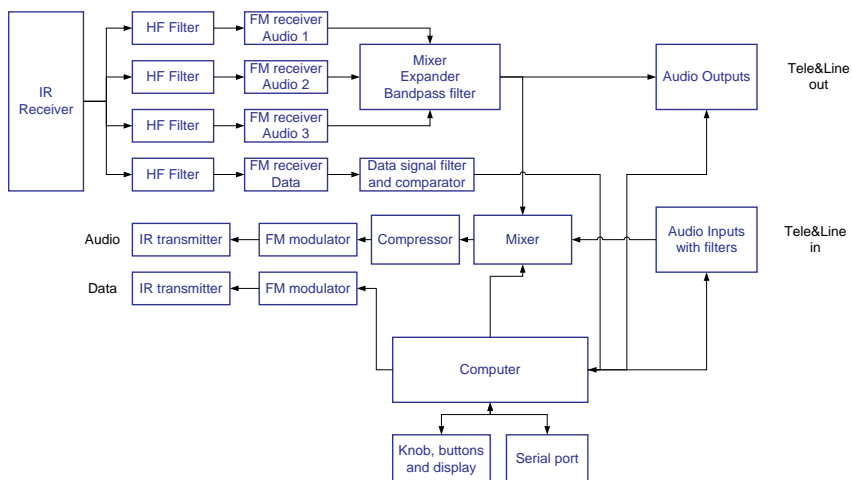 IR
Receiver
HF Filter
FM receiver
Audio 1
HF Filter
FM receiver
Audio 2
HF Filter
FM receiver
Audio 3
HF Filter
FM receiver
Data
Mixer
Expander
Bandpass filter
Data signal filter
and comparator
Audio Outputs
Tele&Line
out
Audio
IR transmitter
FM modulator
Compressor
Mixer
Audio Inputs
with filters
Tele&Line
in
Data
IR transmitter
FM modulator
Computer
Knob, buttons
and display
Serial port